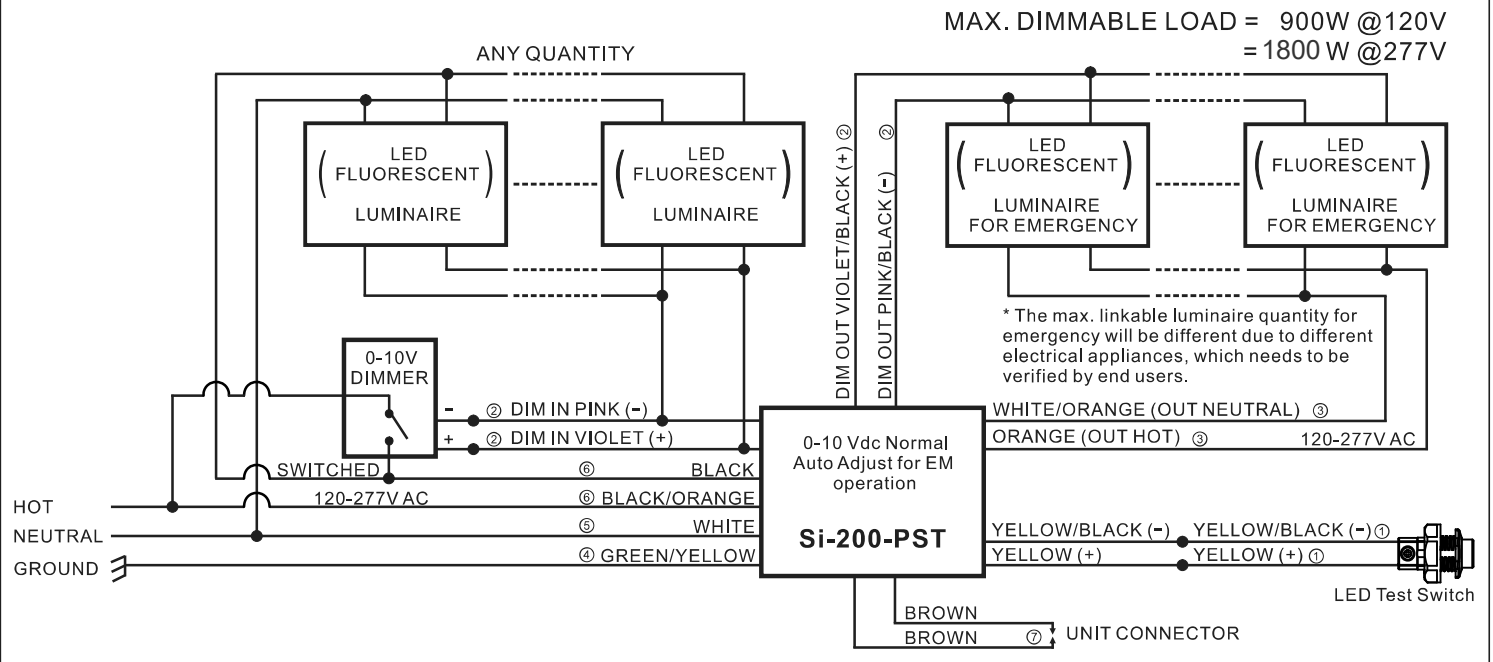 MAX. DIMMABLE LOAD = 900W @120V
= 1800 W @277V
ANY QUANTITY
( LED
FLUORESCENT )
LUMINAIRE
( LED
FLUORESCENT )
LUMINAIRE
DIM OUT VIOLET/BLACK (+) ②
DIM OUT PINK/BLACK (-) ②
( LED
FLUORESCENT )
LUMINAIRE
FOR EMERGENCY
( LED
FLUORESCENT )
LUMINAIRE
FOR EMERGENCY
* The max. linkable luminaire quantity for
emergency will be different due to different
electrical appliances, which needs to be
verified by end users.
0-10V
DIMMER
- ② DIM IN PINK (-)
+ ② DIM IN VIOLET (+)
SWITCHED ⑥ BLACK
120-277V AC ⑥ BLACK/ORANGE
⑤ WHITE
④ GREEN/YELLOW
HOT
NEUTRAL
GROUND
0-10 Vdc Normal
Auto Adjust for EM
operation
Si-200-PST
WHITE/ORANGE (OUT NEUTRAL) ③
ORANGE (OUT HOT) ③ 120-277V AC
YELLOW/BLACK (-) YELLOW/BLACK (-) ①
YELLOW (+) YELLOW (+) ①
LED Test Switch
BROWN
BROWN ⑦ UNIT CONNECTOR